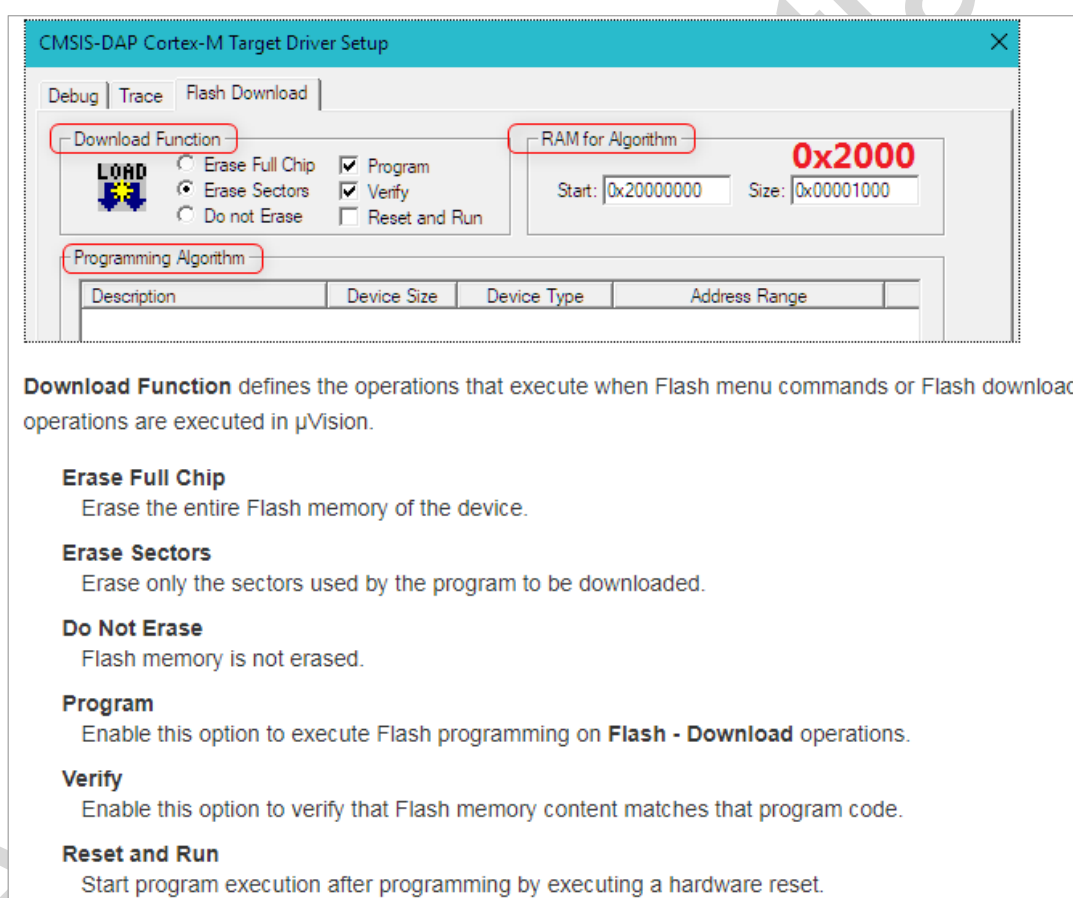 CMSIS-DAP Cortex-M Target Driver Setup
Debug Trace Flash Download
Download Function
LOAD
Erase Full Chip
Erase Sectors
Do not Erase
Program
Verify
Reset and Run
RAM for Algorithm
0x2000
Start: 0x20000000 Size: 0x00001000
Programming Algorithm
Description Device Size Device Type Address Range
Download Function defines the operations that execute when Flash menu commands or Flash download
operations are executed in µVision.
Erase Full Chip
Erase the entire Flash memory of the device.
Erase Sectors
Erase only the sectors used by the program to be downloaded.
Do Not Erase
Flash memory is not erased.
Program
Enable this option to execute Flash programming on Flash - Download operations.
Verify
Enable this option to verify that Flash memory content matches that program code.
Reset and Run
Start program execution after programming by executing a hardware reset.